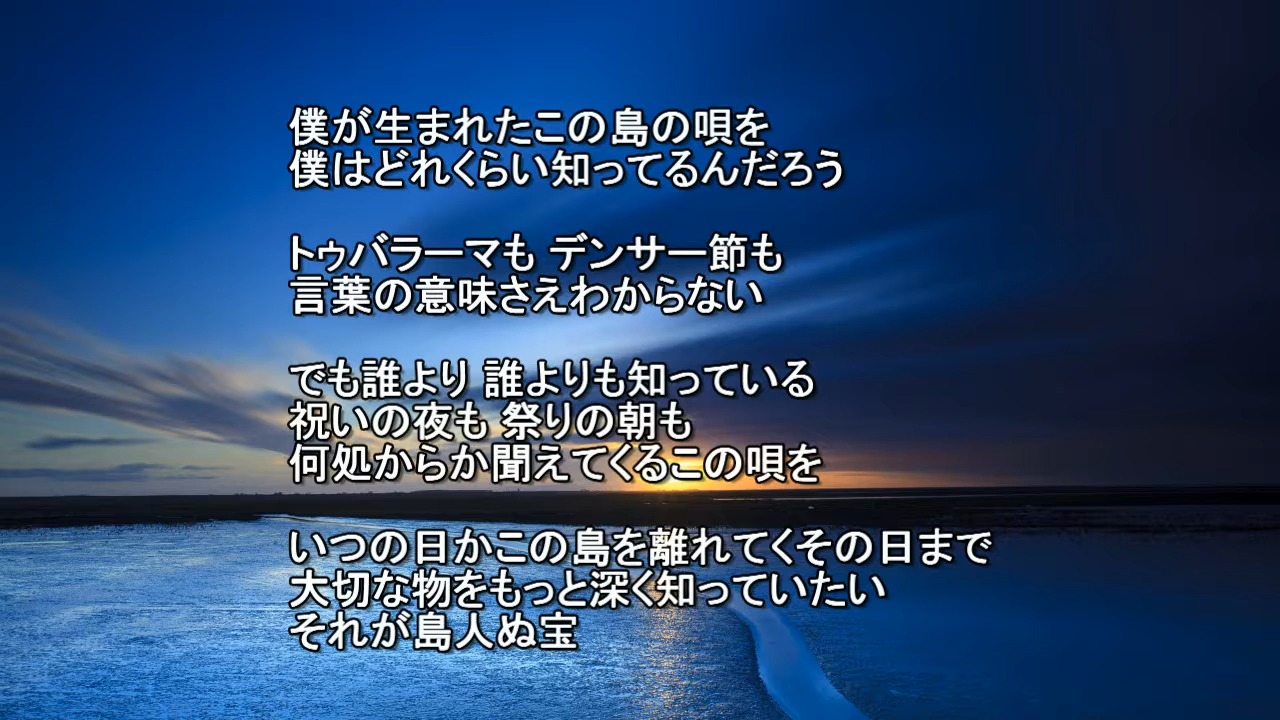 僕が生まれたこの島の唄を
僕はどれくらい知ってるんだろう
トゥバラーマも デンサー節も
言葉の意味さえわからない
でも誰より 誰よりも知っている
祝いの夜も 祭りの朝も
何処からか聞えてくるこの唄を
いつの日かこの島を離れてくその日まで
大切な物をもっと深く知っていたい
それが島人ぬ宝